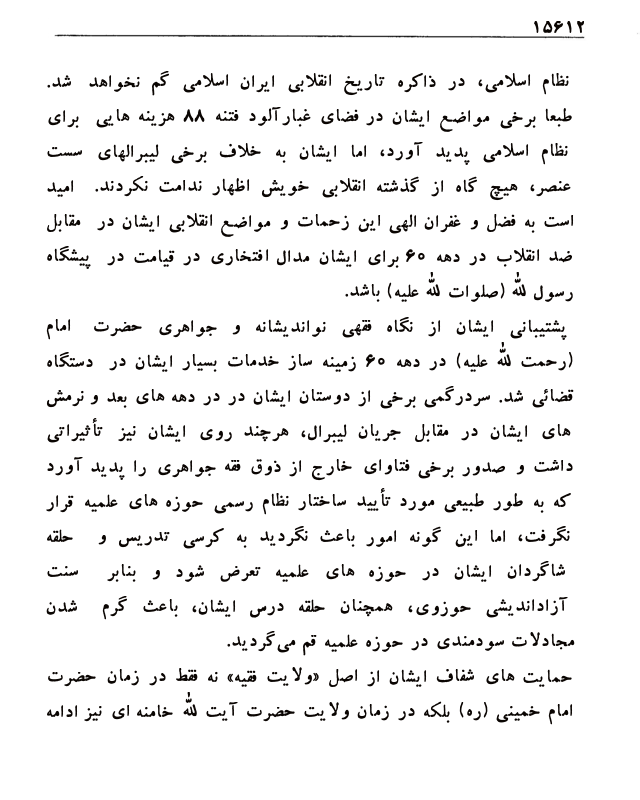 ۱۵۶۱۲
نظام اسلامی، در ذاکره تاریخ انقلابی ایران اسلامی گم نخواهد شد.
طبعا برخی مواضع ایشان در فضای غبارآلود فتنه ۸۸ هزینه هایی برای
نظام اسلامی پدید آورد، اما ایشان به خلاف برخی لیبرالهای سست
عنصر، هیچ گاه از گذشته انقلابی خویش اظهار ندامت نکردند. امید
است به فضل و غفران الهی این زحمات و مواضع انقلابی ایشان در مقابل
ضد انقلاب در دهه ۶۰ برای ایشان مدال افتخاری در قیامت در پیشگاه
رسول لله (صلوات لله علیه) باشد.
پشتیبانی ایشان از نگاه فقهی نواندیشانه و جواهری حضرت امام
(رحمت لله علیه) در دهه ۶۰ زمینه ساز خدمات بسیار ایشان در دستگاه
قضائی شد. سردرگمی برخی از دوستان ایشان در در دهه های بعد و نرمش
های ایشان در مقابل جریان لیبرال، هرچند روی ایشان نیز تأثیراتی
داشت و صدور برخی فتاوای خارج از ذوق فقه جواهری را پدید آورد
که به طور طبیعی مورد تأیید ساختار نظام رسمی حوزه های علمیه قرار
نگرفت، اما این گونه امور باعث نگردید به کرسی تدریس و حلقه
شاگردان ایشان در حوزه های علمیه تعرض شود و بنابر سنت
آزاداندیشی حوزوی، همچنان حلقه درس ایشان، باعث گرم شدن
مجادلات سودمندی در حوزه علمیه قم می‌گردید.
حمایت های شفاف ایشان از اصل «ولایت فقیه» نه فقط در زمان حضرت
امام خمینی (ره) بلکه در زمان ولایت حضرت آیت لله خامنه ای نیز ادامه